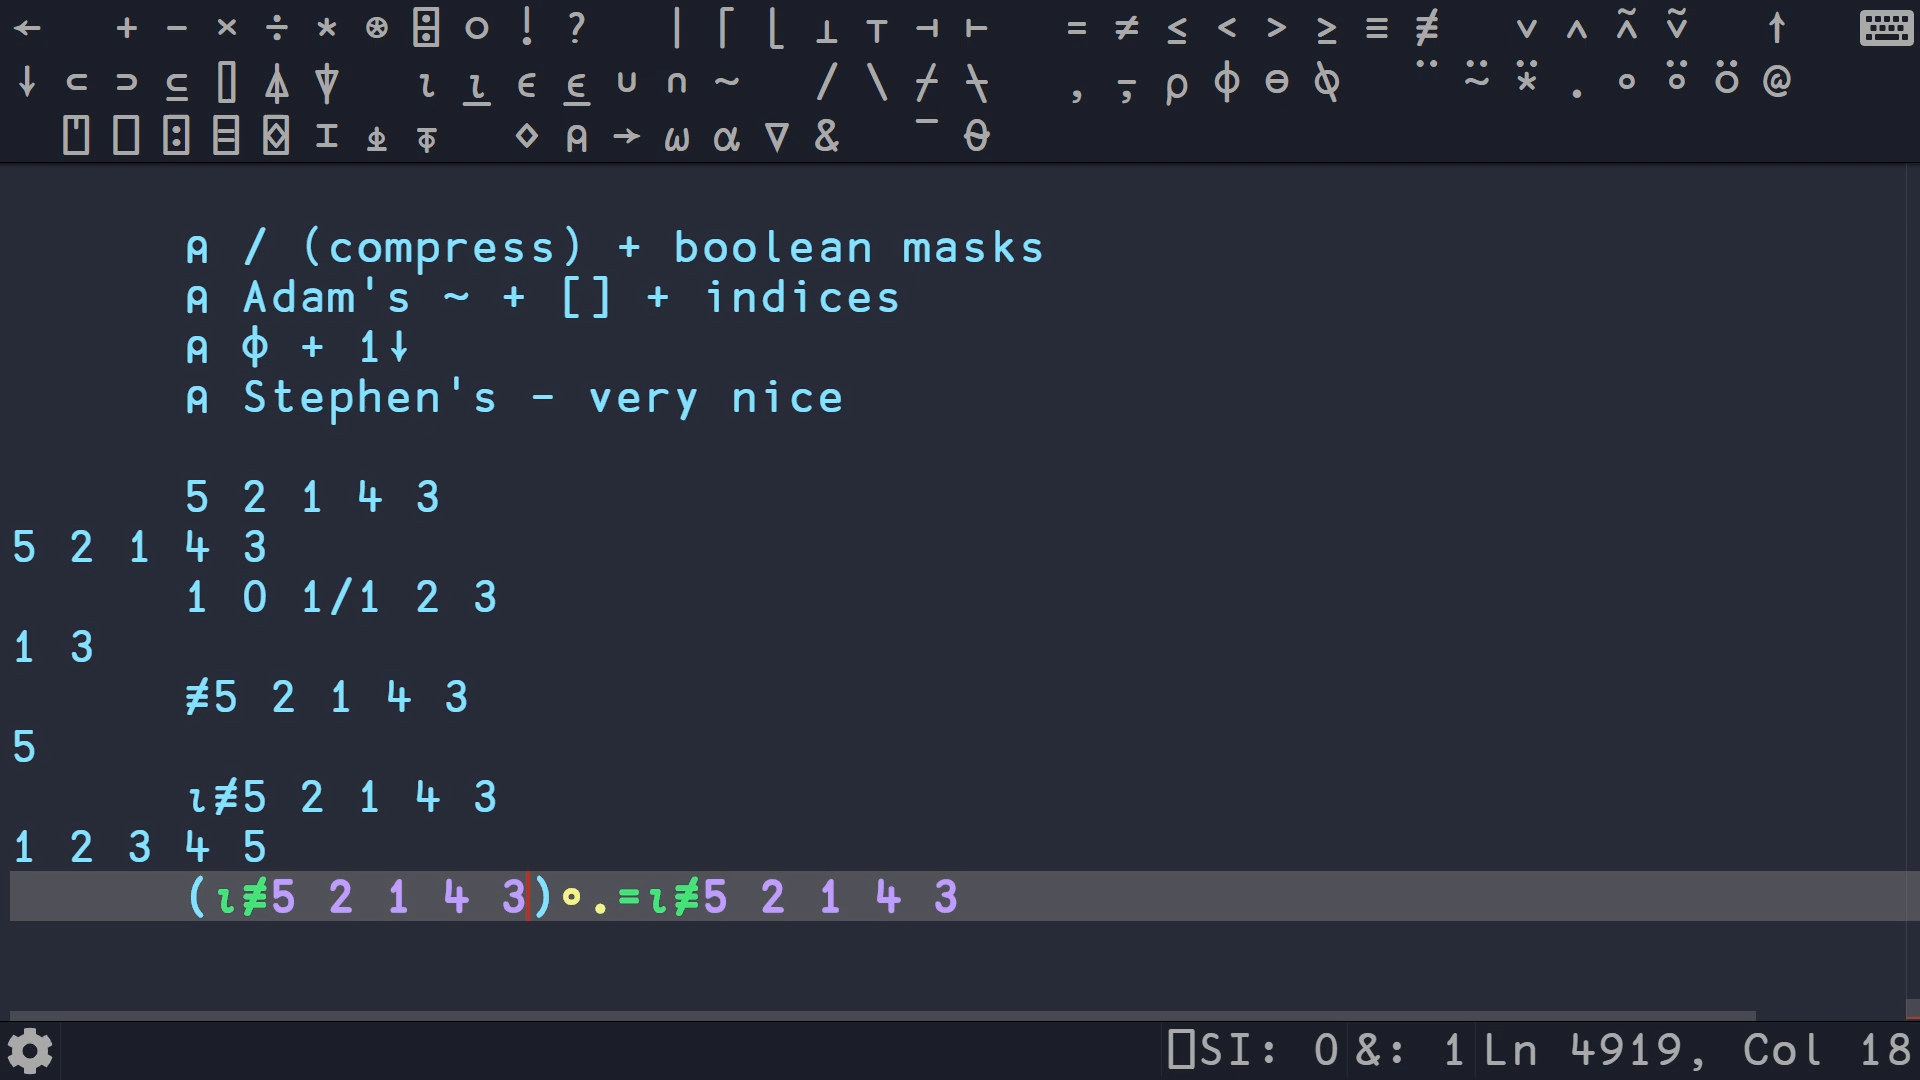 ← + - × ÷ * ⍟ ⌹ ○ ! ? | ⌈ ⌊ ⊥ ⊤ ⊣ ⊢ = ≠ ≤ < > ≥ ≡ ≢ ∨ ∧ ⍲ ⍱ ↑
↓ ⊂ ⊃ ⊆ ⌷ ⍋ ⍒ ⍳ ⍸ ∊ ⍷ ∪ ∩ ~ / \ ⌿ ⍀ , ⍪ ⍴ ⌽ ⊖ ⍉ ¨ ⍨ ⍣ . ∘ ⍤ ⍥ @
⍞ ⎕ ⍠ ⌸ ⌺ ⌶ ⍎ ⍕ ⋄ ⍝ → ⍵ ⍺ ∇ & ¯ ⍬
⍝ / (compress) + boolean masks
⍝ Adam's ~ + [] + indices
⍝ ⌽ + 1↓
⍝ Stephen's - very nice
5 2 1 4 3
5 2 1 4 3
1 0 1/1 2 3
1 3
≢5 2 1 4 3
5
⍳≢5 2 1 4 3
1 2 3 4 5
(⍳≢5 2 1 4 3)∘.=⍳≢5 2 1 4 3
⎕SI: 0 &: 1 Ln 4919, Col 18